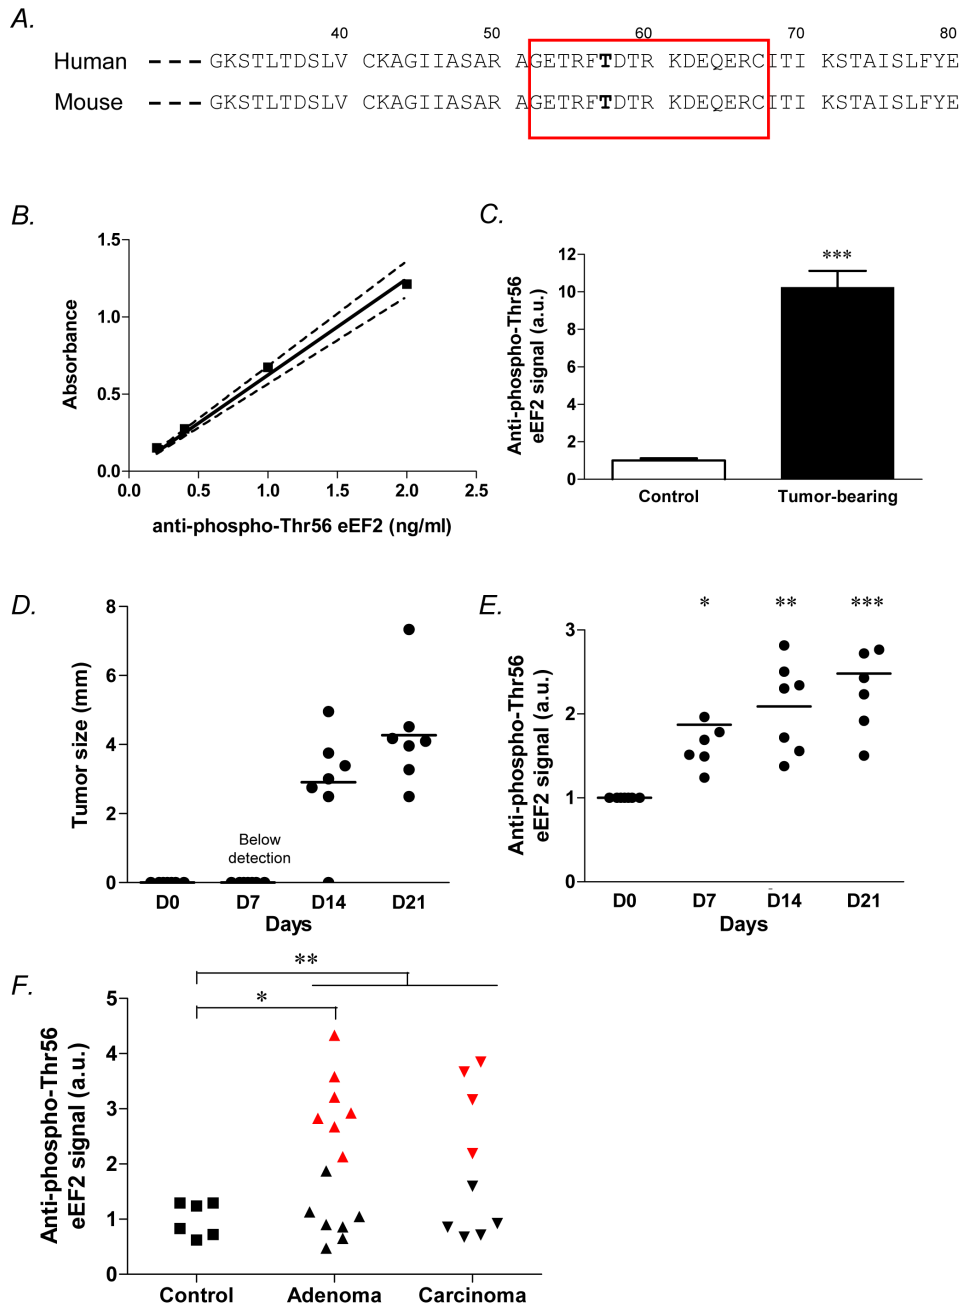 A.
40 50 60 70 80
Human – – – GKSTLTDSLV CKAGIIASAR AGETRFTDTR KDEQERCITI KSTAISLFYE
Mouse – – – GKSTLTDSLV CKAGIIASAR AGETRFTDTR KDEQERCITI KSTAISLFYE
B.
1.5
1.0
0.5
0.0
Absorbance
0.0 0.5 1.0 1.5 2.0 2.5
anti-phospho-Thr56 eEF2 (ng/ml)
C.
12
10
8
6
4
2
0
Anti-phospho-Thr56
eEF2 signal (a.u.)
***
Control Tumor-bearing
D.
8
6
4
2
0
Tumor size (mm)
Below
detection
D0 D7 D14 D21
Days
E.
* ** ***
3
2
1
0
Anti-phospho-Thr56
eEF2 signal (a.u.)
D0 D7 D14 D21
Days
F.
**
*
5
4
3
2
1
0
Anti-phospho-Thr56
eEF2 signal (a.u.)
Control Adenoma Carcinoma